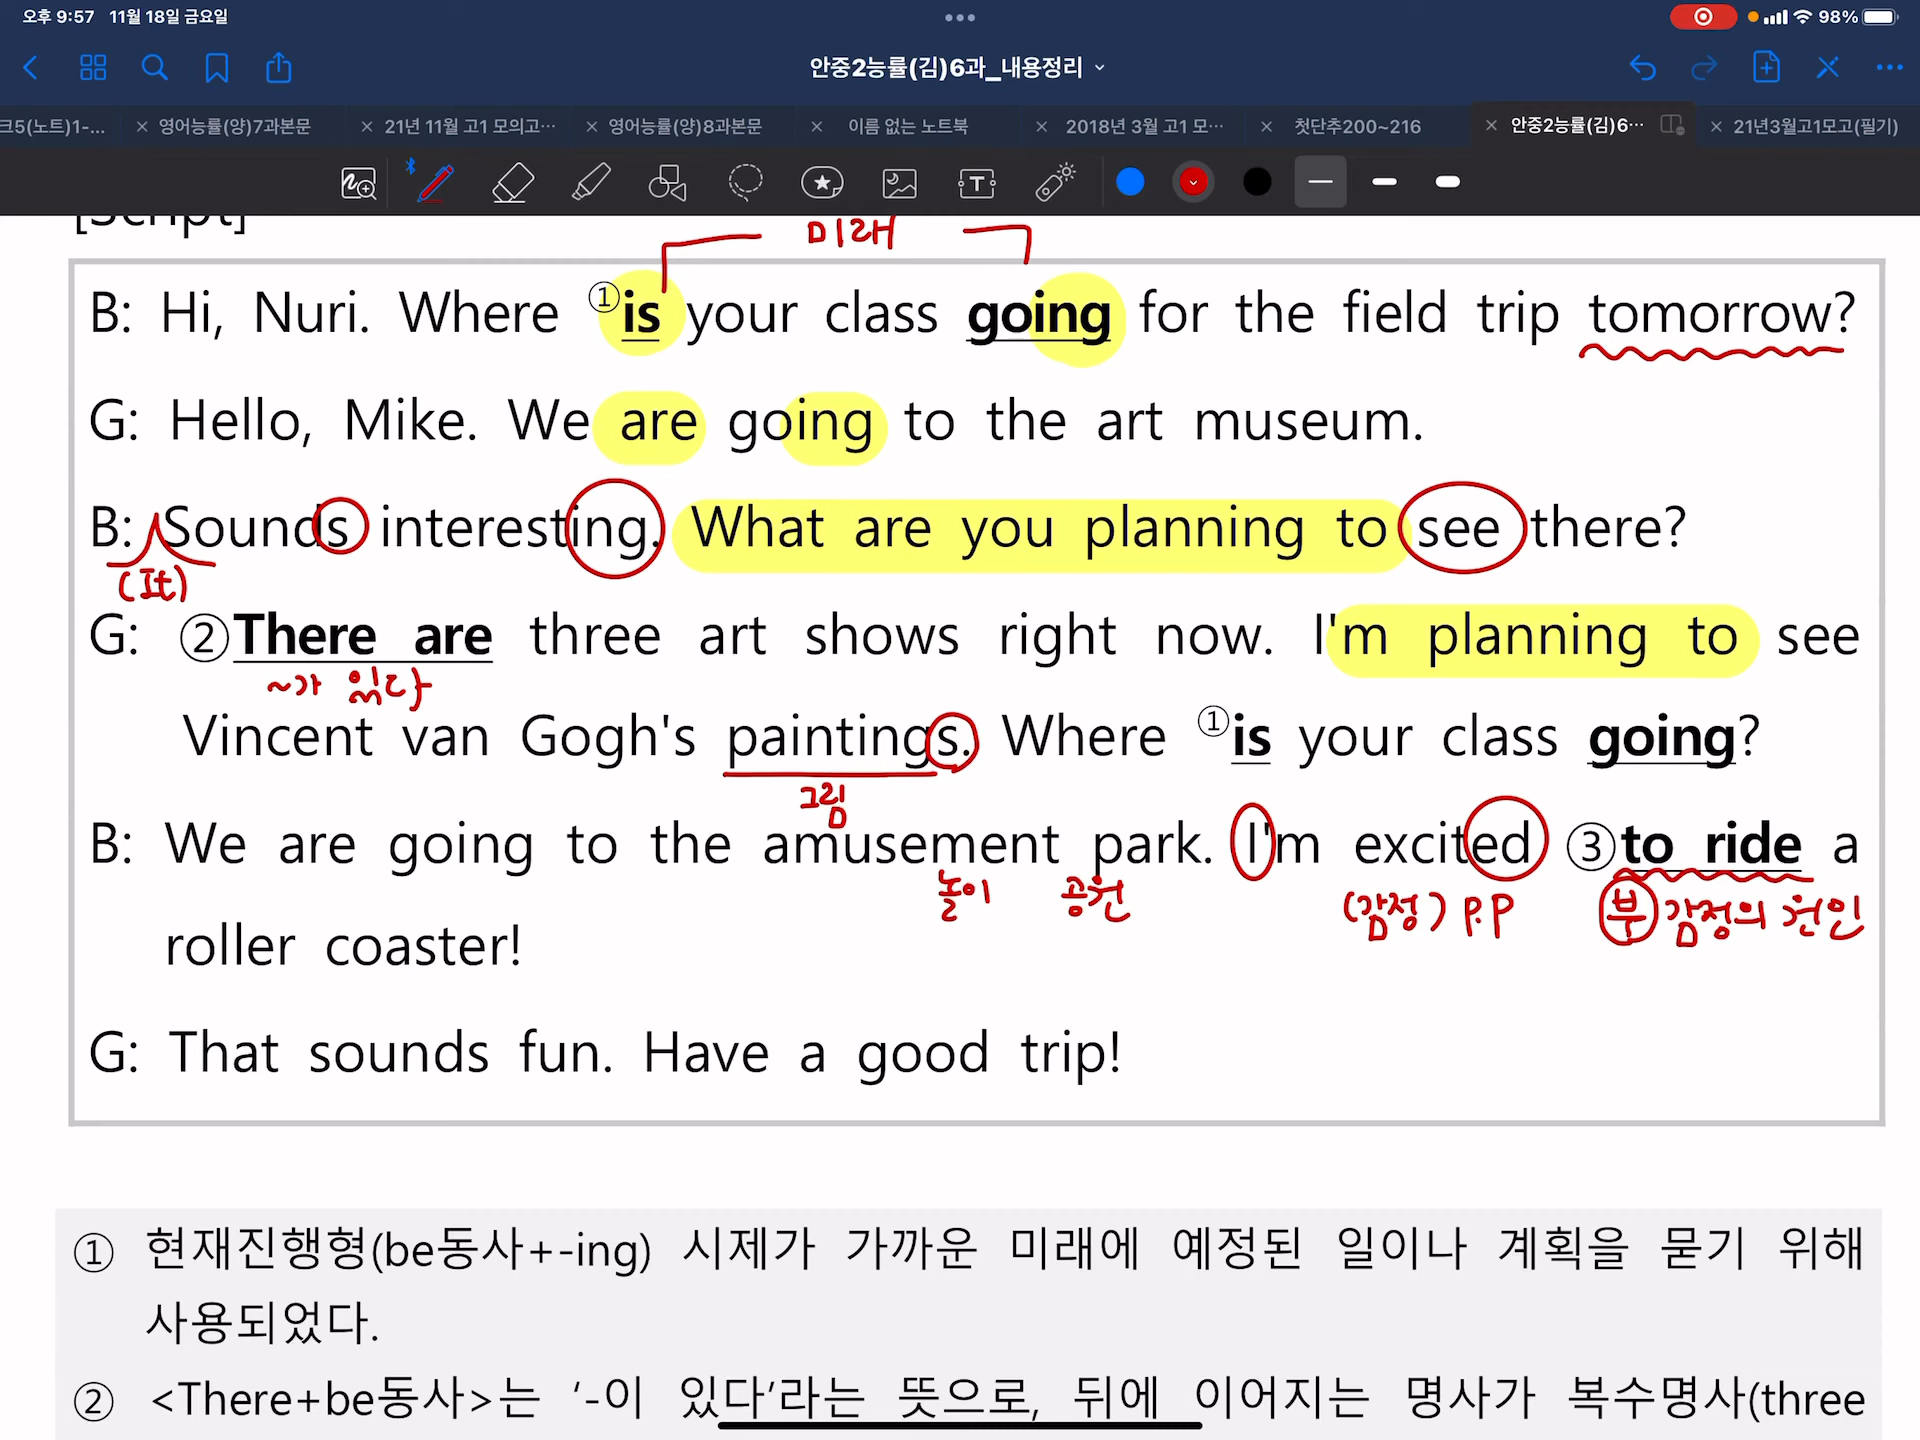 오후 9:57 11월 18일 금요일
98%
안중2능률(김)6과_내용정리
크5(노트)1-...
영어능률(양)7과본문
21년 11월 고1 모의고...
영어능률(양)8과본문
이름 없는 노트북
2018년 3월 고1 모...
첫단추200~216
안중2능률(김)6...
21년3월고1모고(필기)
[Script]
미래
B: Hi, Nuri. Where ①is your class going for the field trip tomorrow?
G: Hello, Mike. We are going to the art museum.
B: Sounds interesting. What are you planning to see there?
(It)
G: ②There are three art shows right now. I'm planning to see
~가 있다
Vincent van Gogh's paintings. Where ①is your class going?
그림
B: We are going to the amusement park. I'm excited ③to ride a
놀이 공원 (감정) P.P 부 감정의 원인
roller coaster!
G: That sounds fun. Have a good trip!
① 현재진행형(be동사+-ing) 시제가 가까운 미래에 예정된 일이나 계획을 묻기 위해
사용되었다.
② <There+be동사>는 ‘-이 있다’라는 뜻으로, 뒤에 이어지는 명사가 복수명사(three